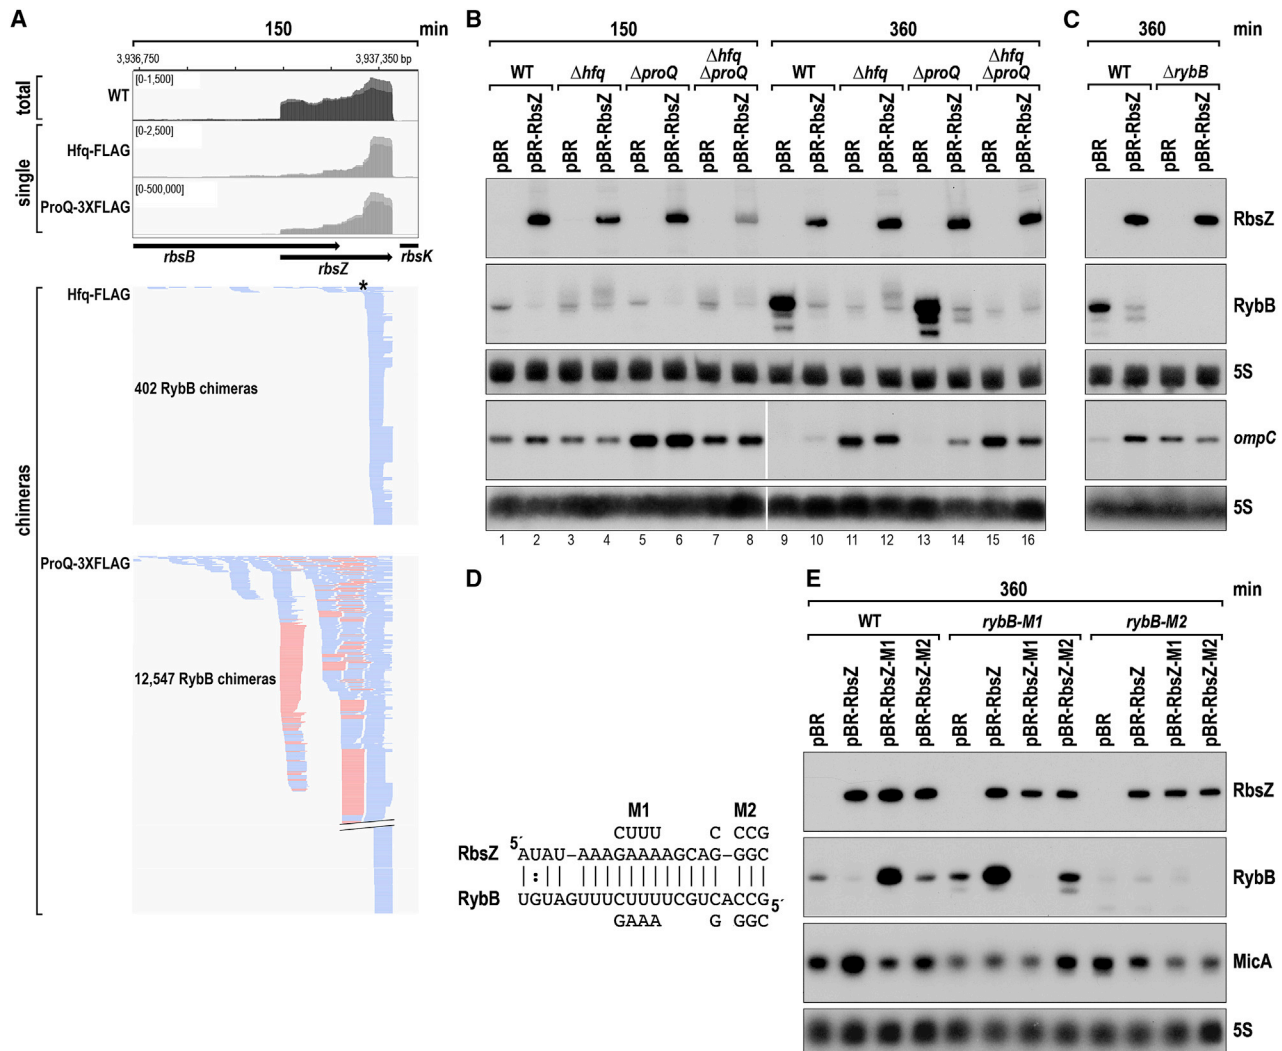 A
150
3,936,750
3,937,350 bp
total
WT
[0-1,500]
single
Hfq-FLAG
[0-2,500]
ProQ-3XFLAG
[0-500,000]
rbsB
rbsZ
rbsK
chimeras
Hfq-FLAG
*
402 RybB chimeras
ProQ-3XFLAG
12,547 RybB chimeras
B
150 360
WT Δhfq ΔproQ Δhfq ΔproQ WT Δhfq ΔproQ Δhfq ΔproQ
pBR pBR-RbsZ pBR pBR-RbsZ pBR pBR-RbsZ pBR pBR-RbsZ pBR pBR-RbsZ pBR pBR-RbsZ pBR pBR-RbsZ pBR pBR-RbsZ
1 2 3 4 5 6 7 8 9 10 11 12 13 14 15 16
C
360 min
WT ΔrybB
pBR pBR-RbsZ pBR pBR-RbsZ
RbsZ
RybB
5S
ompC
5S
D
M1 M2
CUUU C CCG
RbsZ 5´ AUAU-AAAGAAAAGCAG-GGC
|:|| |||||||||||| |||
RybB UGUAGUUUCUUUUCGUCACCG 5´
GAAA G GGC
E
360 min
WT rybB-M1 rybB-M2
pBR pBR-RbsZ pBR-RbsZ-M1 pBR-RbsZ-M2 pBR pBR-RbsZ pBR-RbsZ-M1 pBR-RbsZ-M2 pBR pBR-RbsZ pBR-RbsZ-M1 pBR-RbsZ-M2
RbsZ
RybB
MicA
5S